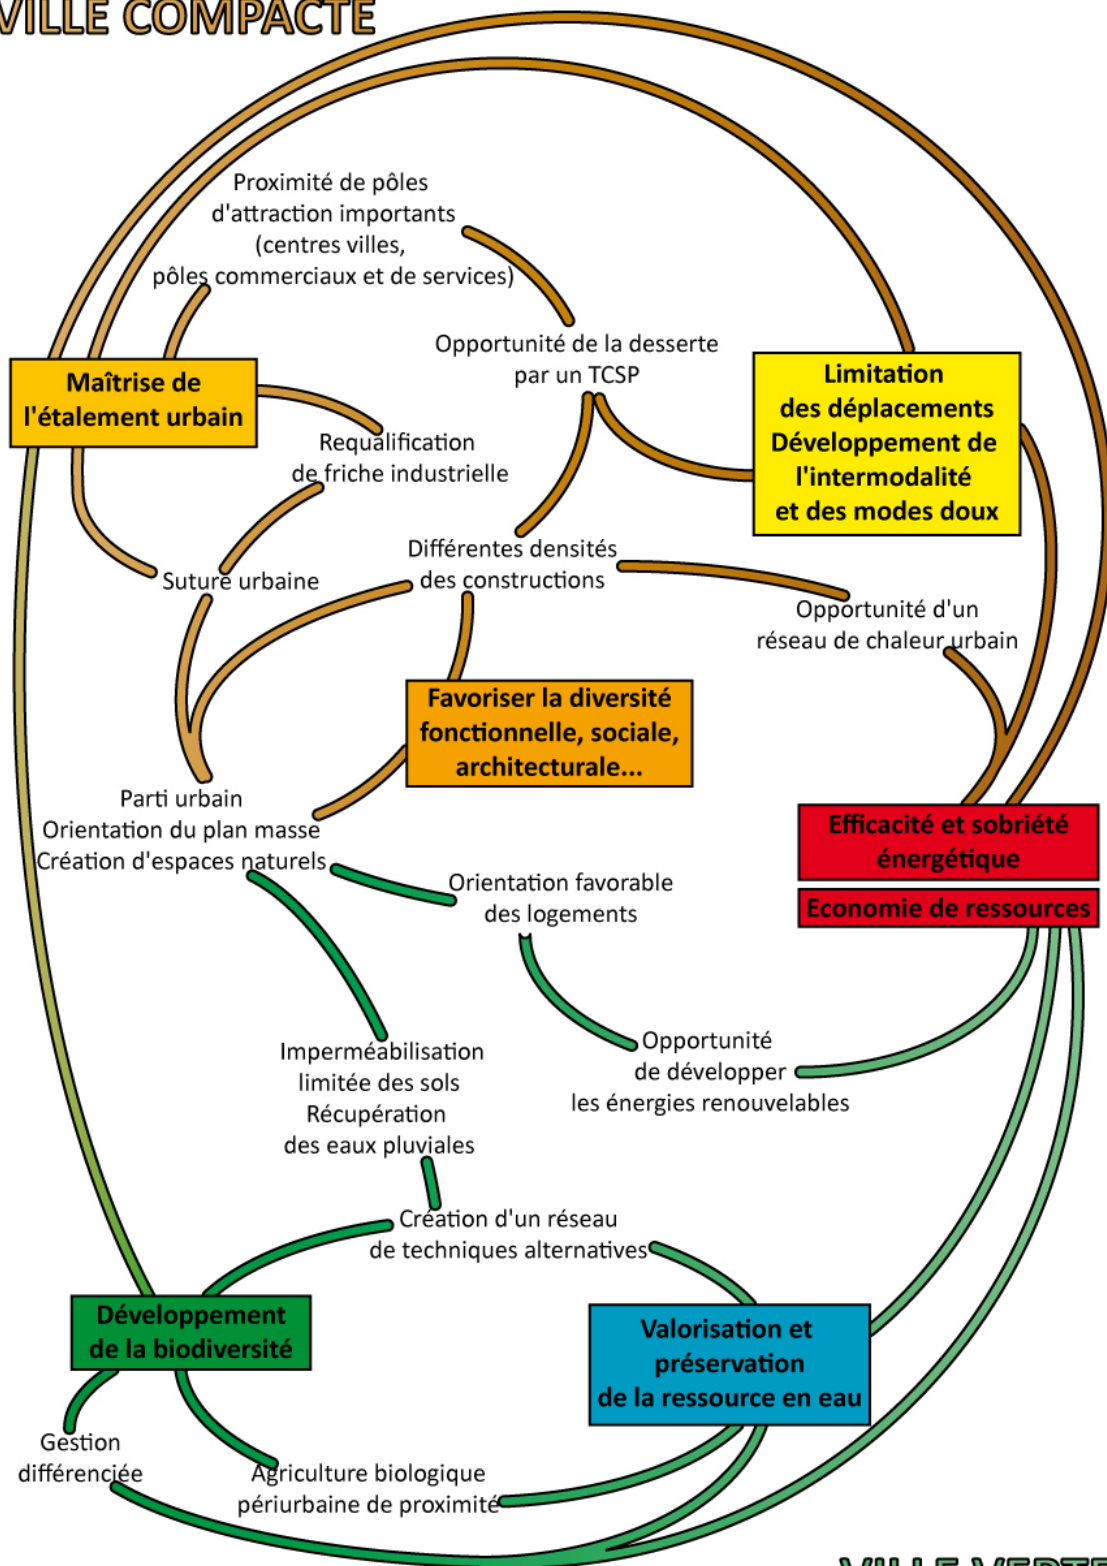 VILLE COMPACTE
Proximité de pôles
d'attraction importants
(centres villes,
pôles commerciaux et de services)
Opportunité de la desserte
par un TCSP
Maîtrise de
l'étalement urbain
Limitation
des déplacements
Développement de
l'intermodalité
et des modes doux
Requalification
de friche industrielle
Différentes densités
des constructions
Suture urbaine
Opportunité d'un
réseau de chaleur urbain
Favoriser la diversité
fonctionnelle, sociale,
architecturale...
Parti urbain
Orientation du plan masse
Création d'espaces naturels
Efficacité et sobriété
énergétique
Economie de ressources
Orientation favorable
des logements
Opportunité
de développer
les énergies renouvelables
Imperméabilisation
limitée des sols
Récupération
des eaux pluviales
Création d'un réseau
de techniques alternatives
Développement
de la biodiversité
Valorisation et
préservation
de la ressource en eau
Gestion
différenciée
Agriculture biologique
périurbaine de proximité
VILLE VERTE